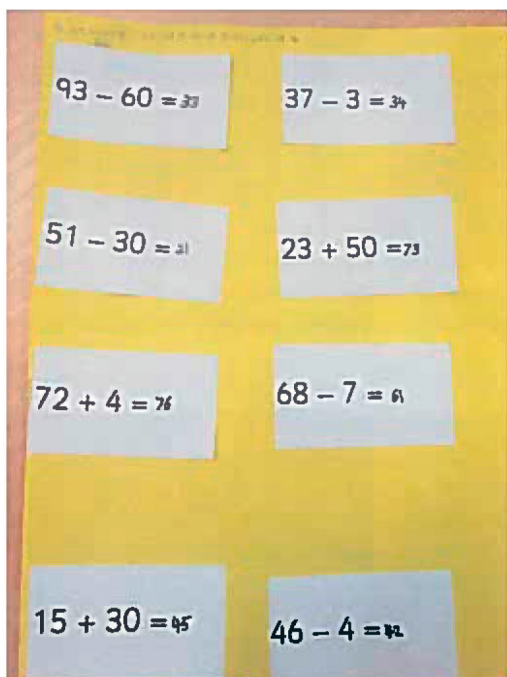 93 – 60 = 33
37 – 3 = 34
51 – 30 = 21
23 + 50 = 73
72 + 4 = 76
68 – 7 = 61
15 + 30 = 45
46 – 4 = 42